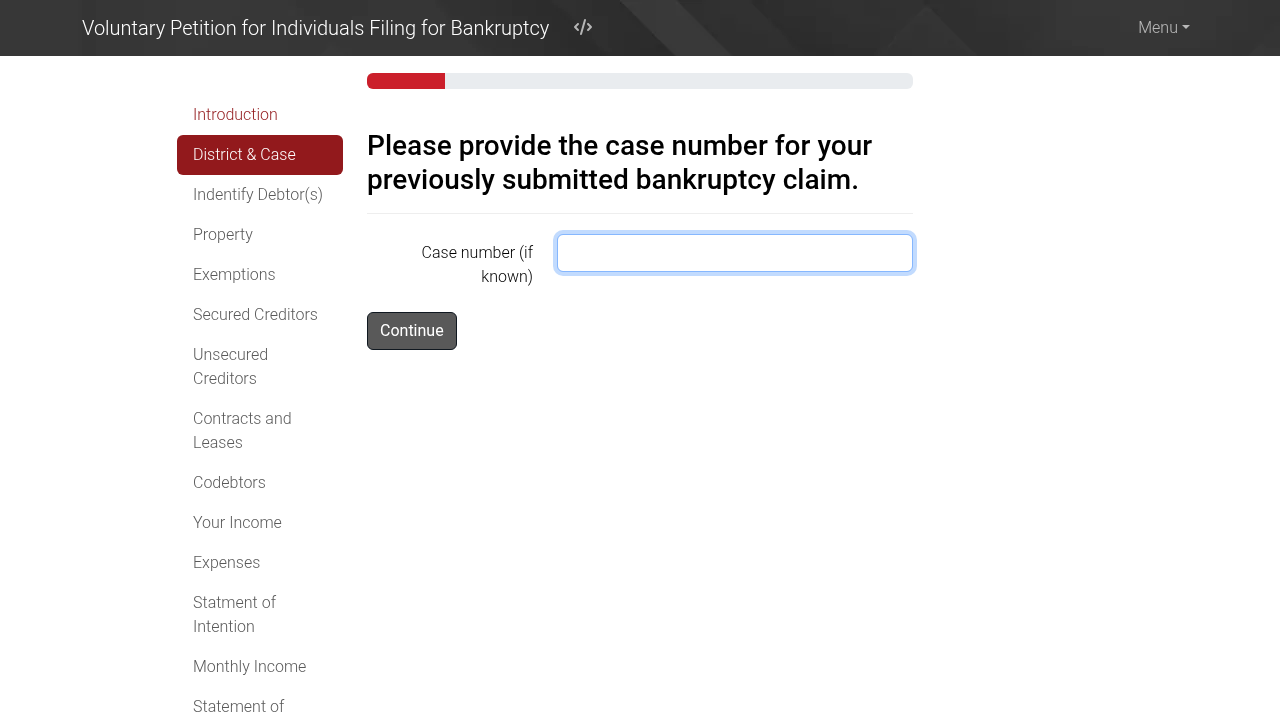 Voluntary Petition for Individuals Filing for Bankruptcy
Menu
Introduction
District & Case
Indentify Debtor(s)
Property
Exemptions
Secured Creditors
Unsecured
Creditors
Contracts and
Leases
Codebtors
Your Income
Expenses
Statment of
Intention
Monthly Income
Statement of
Please provide the case number for your
previously submitted bankruptcy claim.
Case number (if
known)
Continue